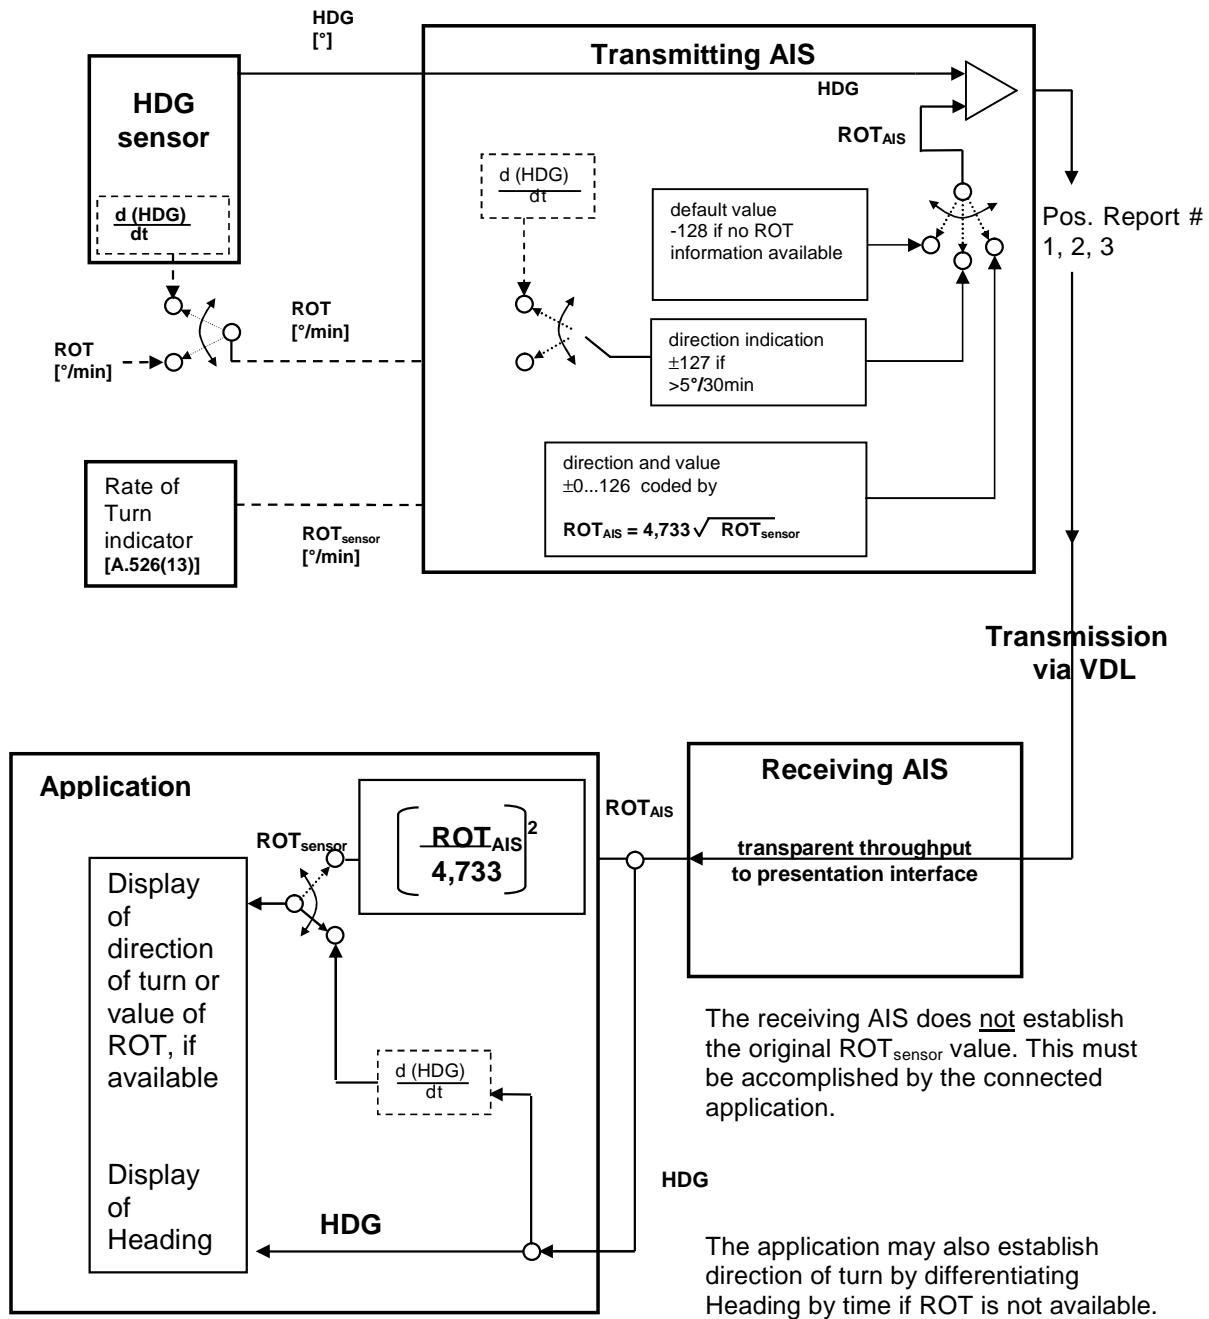 HDG
[°]
Transmitting AIS
HDG
sensor
HDG
ROTAIS
d (HDG)
dt
d (HDG)
dt
default value
-128 if no ROT
information available
Pos. Report #
1, 2, 3
ROT
[°/min]
ROT
[°/min]
direction indication
±127 if
>5°/30min
Rate of
Turn
indicator
[A.526(13)]
ROTsensor
[°/min]
direction and value
±0...126 coded by
ROTAIS = 4,733√ ROTsensor
Transmission
via VDL
Application
Receiving AIS
ROTAIS
ROTsensor
[ROTAIS]2
4,733
transparent throughput
to presentation interface
Display
of
direction
of turn or
value of
ROT, if
available
d (HDG)
dt
The receiving AIS does not establish
the original ROTsensor value. This must
be accomplished by the connected
application.
Display
of
Heading
HDG
HDG
The application may also establish
direction of turn by differentiating
Heading by time if ROT is not available.